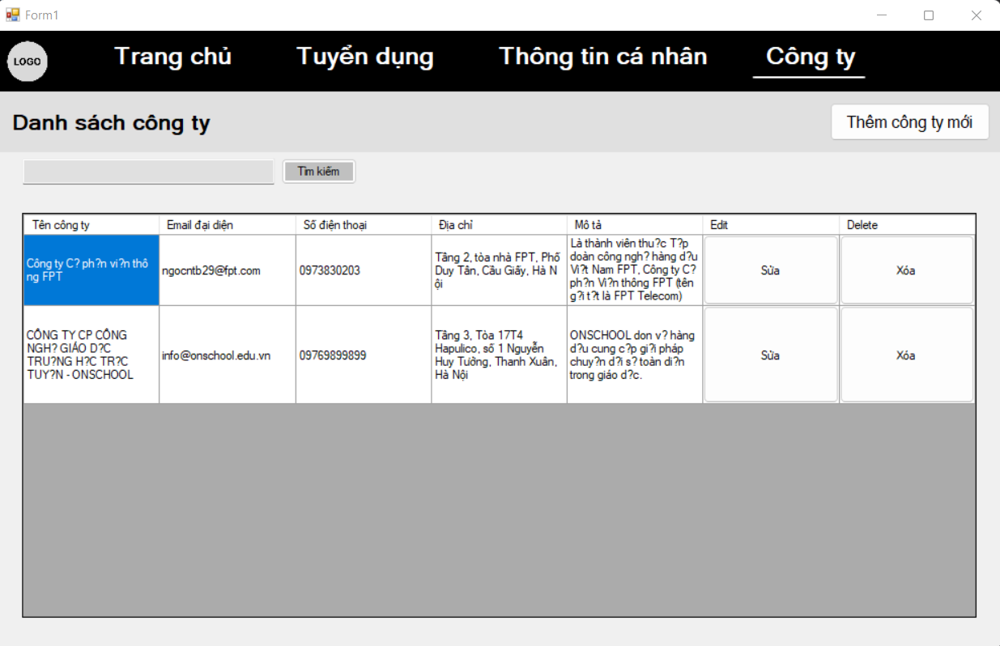 Form1
LOGO
Trang chủ
Tuyển dụng
Thông tin cá nhân
Công ty
Danh sách công ty
Thêm công ty mới
Tìm kiếm
Tên công ty
Email đại diện
Số điện thoại
Địa chỉ
Mô tả
Edit
Delete
Công ty C? ph?n vi?n thô
ng FPT
ngocntb29@fpt.com
0973830203
Tầng 2, tòa nhà FPT, Phố
Duy Tân, Cầu Giấy, Hà N
ội
Là thành viên thu?c T?p
doàn công ngh? hàng d?u
Vi?t Nam FPT, Công ty C?
ph?n Vi?n thông FPT (tên
g?i t?t là FPT Telecom)
Sửa
Xóa
CÔNG TY CP CÔNG
NGH? GIÁO D?C
TRU?NG H?C TR?C
TUY?N - ONSCHOOL
info@onschool.edu.vn
09769899899
Tầng 3, Tòa 17T4
Hapulico, số 1 Nguyễn
Huy Tưởng, Thanh Xuân,
Hà Nội
ONSCHOOL don v? hàng
d?u cung c?p gi?i pháp
chuy?n d?i s? toàn di?n
trong giáo d?c.
Sửa
Xóa